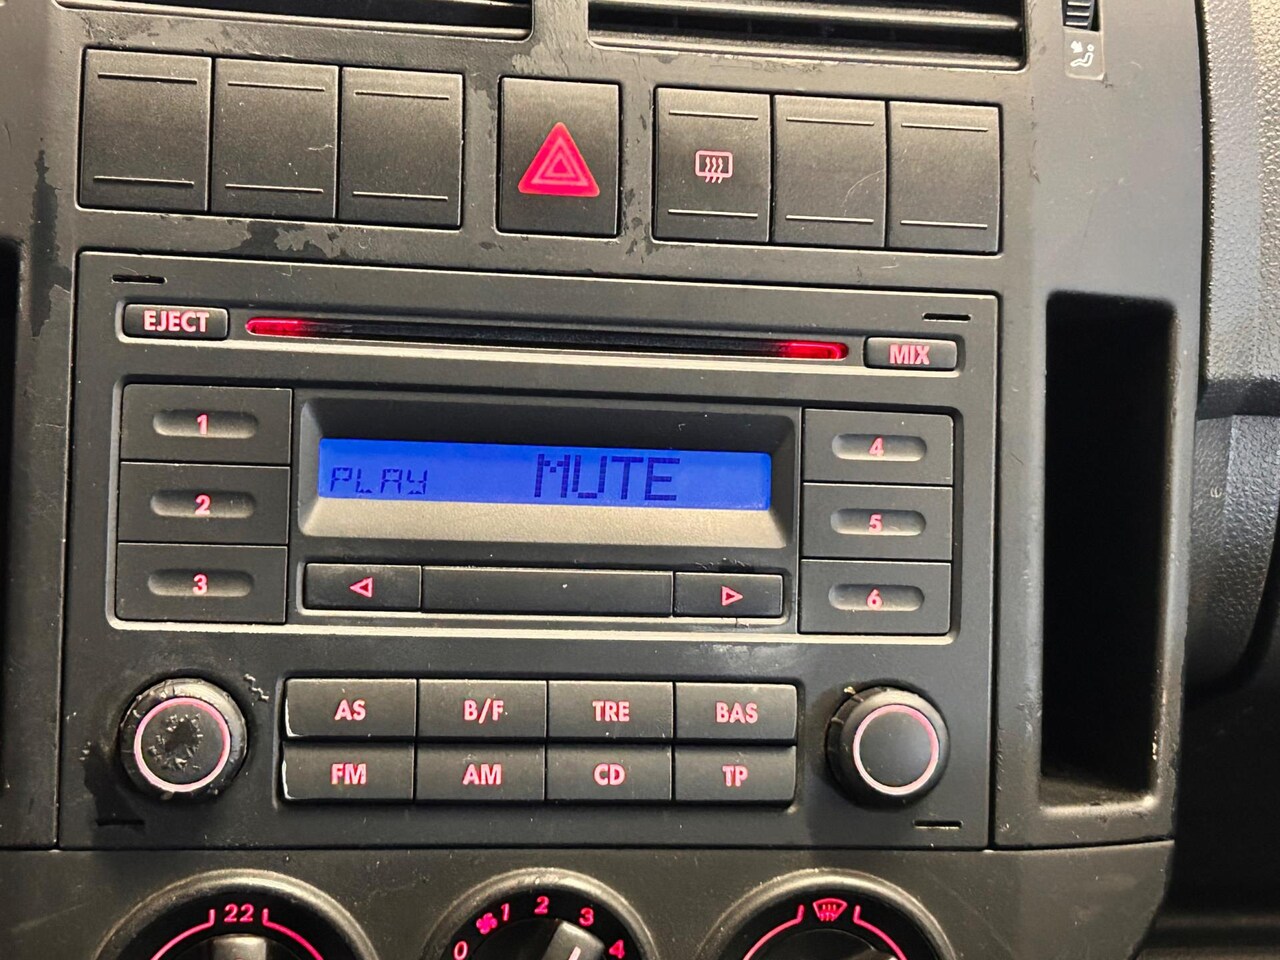 EJECT
MIX
1
4
PLAY MUTE
2
5
3
6
AS B/F TRE BAS
FM AM CD TP
22
0 1 2 3 4